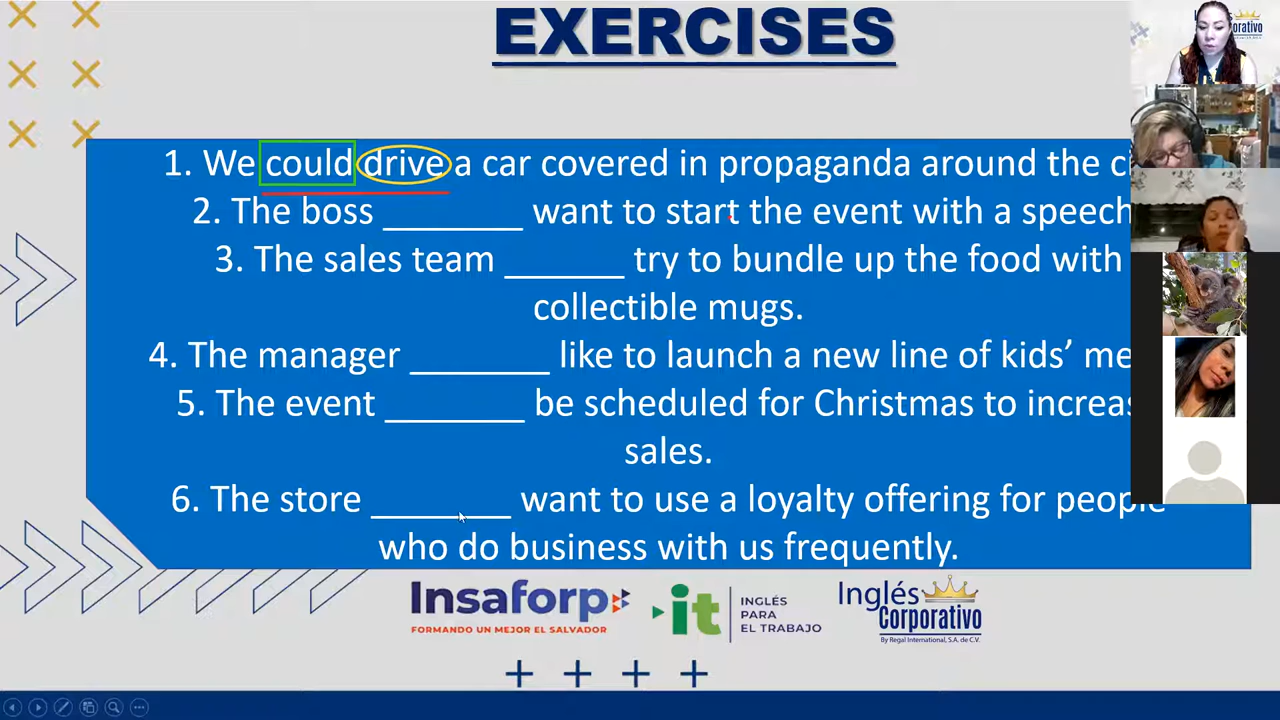 EXERCISES
1. We could drive a car covered in propaganda around the
2. The boss ________ want to start the event with a speech
3. The sales team ______ try to bundle up the food with
collectible mugs.
4. The manager _______ like to launch a new line of kids’
5. The event _______ be scheduled for Christmas to
sales.
6. The store _______ want to use a loyalty offering for people
who do business with us frequently.
Insaforp
FORMANDO UN MEJOR EL SALVADOR
it
INGLÉS
PARA
EL TRABAJO
Inglés
Corporativo
By Regal International, S.A. de C.V.